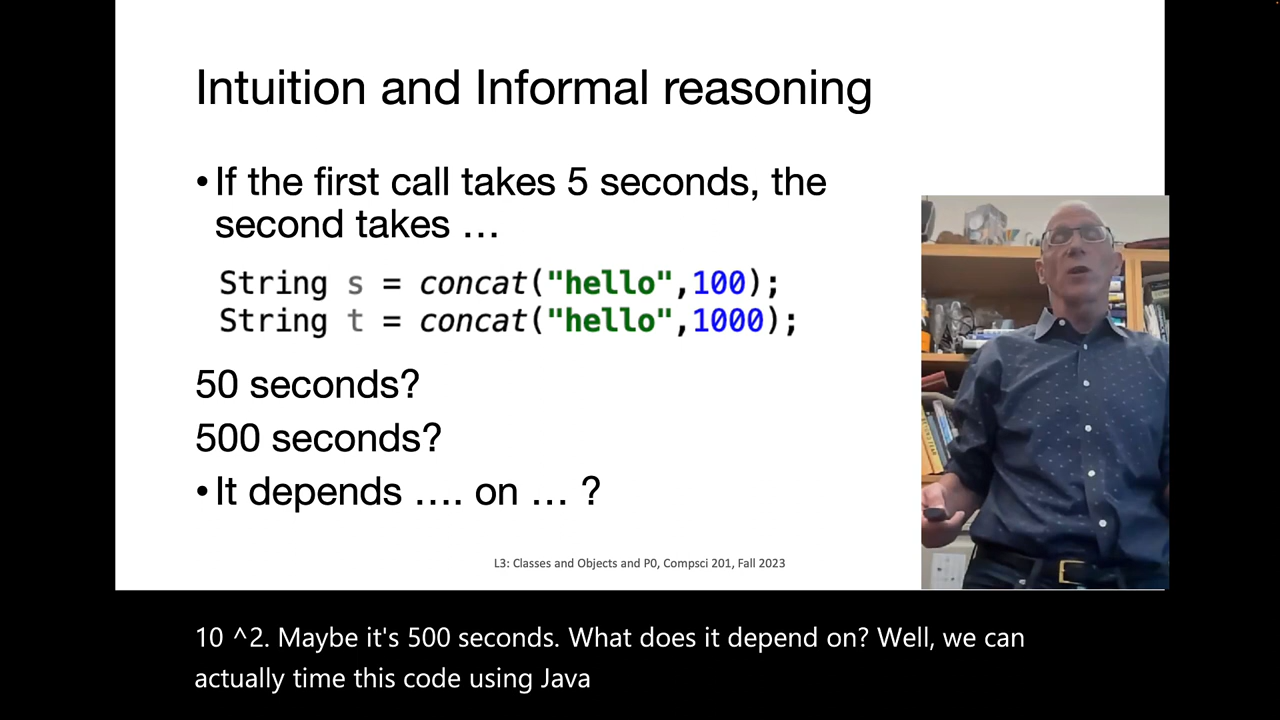 Intuition and Informal reasoning
•If the first call takes 5 seconds, the
second takes …
String s = concat("hello",100);
String t = concat("hello",1000);
50 seconds?
500 seconds?
•It depends …. on … ?
L3: Classes and Objects and P0, Compsci 201, Fall 2023
10 ^2. Maybe it's 500 seconds. What does it depend on? Well, we can
actually time this code using Java